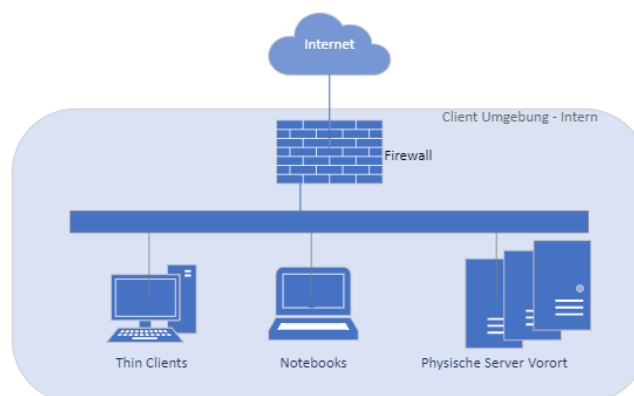 Internet
Client Umgebung - Intern
Firewall
Thin Clients
Notebooks
Physische Server Vorort